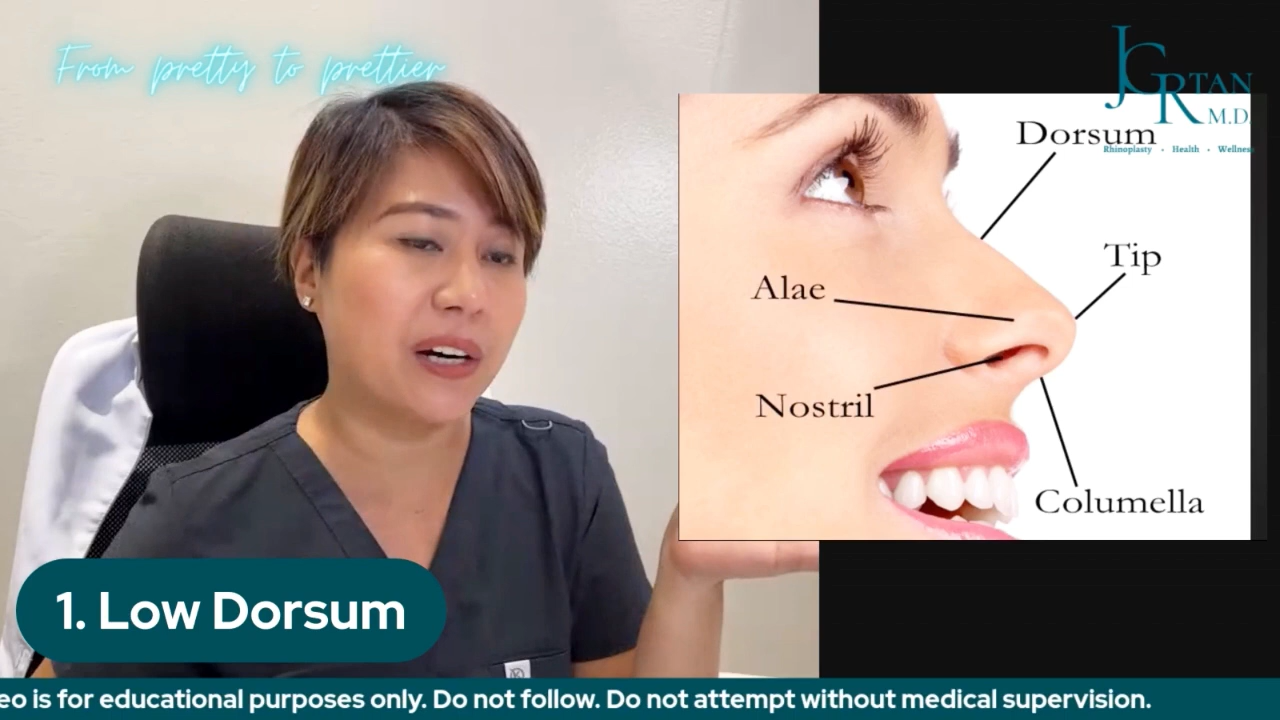 From pretty to prettier
JGRTAN
M.D.
Rhinoplasty • Health • Wellness
Dorsum
Tip
Alae
Nostril
Columella
1. Low Dorsum
eo is for educational purposes only. Do not follow. Do not attempt without medical supervision.